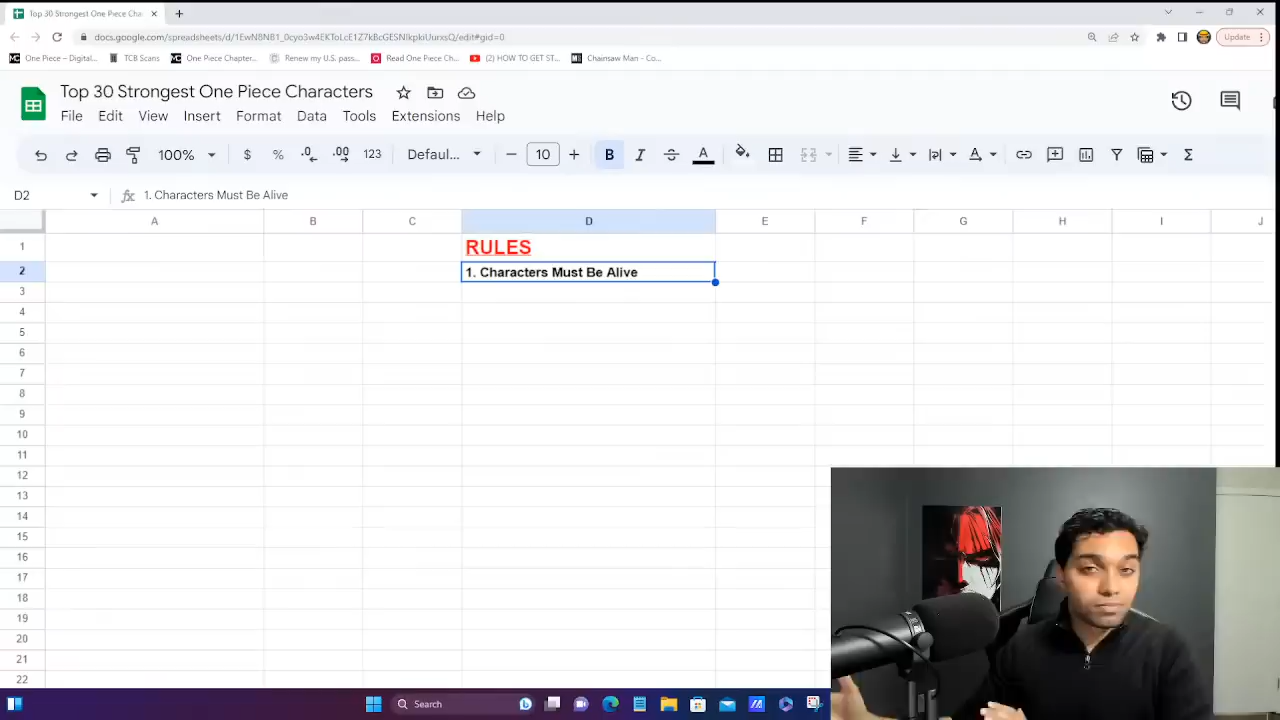 Top 30 Strongest One Piece Cha
docs.google.com/spreadsheets/d/1EwN8NB1_0cyo3w4EKToLcE1Z7kBcGESNIkpkiUurxsQ/edit#gid=0
Update
One Piece – Digital...
TCB Scans
One Piece Chapter...
Renew my U.S. pass...
Read One Piece Ch...
(2) HOW TO GET ST...
Chainsaw Man - Co...
Top 30 Strongest One Piece Characters
File Edit View Insert Format Data Tools Extensions Help
100% $ % .0 .00 123 Defaul... 10 B I A
D2 fx 1. Characters Must Be Alive
A B C D E F G H I J
1 RULES
2 1. Characters Must Be Alive
3
4
5
6
7
8
9
10
11
12
13
14
15
16
17
18
19
20
21
22
Search